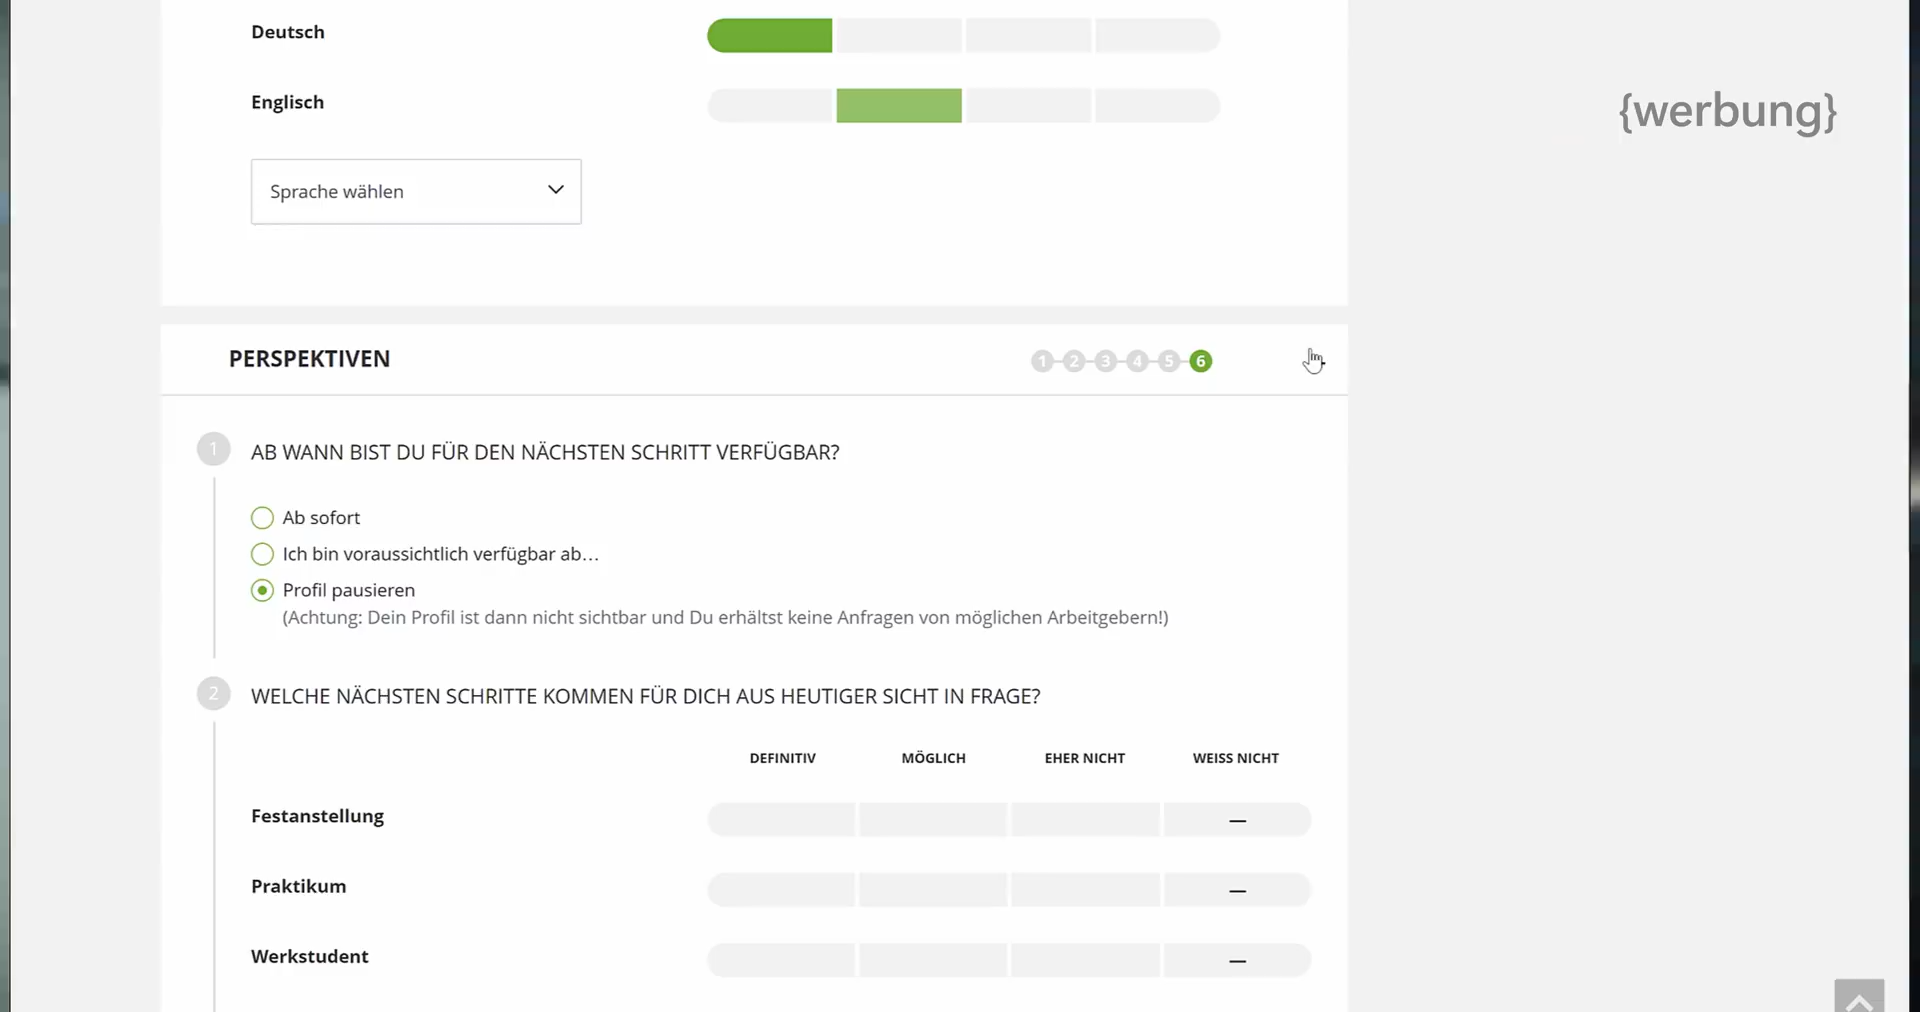 Deutsch
Englisch
{werbung}
Sprache wählen
PERSPEKTIVEN
1 2 3 4 5 6
1 AB WANN BIST DU FÜR DEN NÄCHSTEN SCHRITT VERFÜGBAR?
Ab sofort
Ich bin voraussichtlich verfügbar ab...
Profil pausieren
(Achtung: Dein Profil ist dann nicht sichtbar und Du erhältst keine Anfragen von möglichen Arbeitgebern!)
2 WELCHE NÄCHSTEN SCHRITTE KOMMEN FÜR DICH AUS HEUTIGER SICHT IN FRAGE?
DEFINITIV MÖGLICH EHER NICHT WEISS NICHT
Festanstellung —
Praktikum —
Werkstudent —